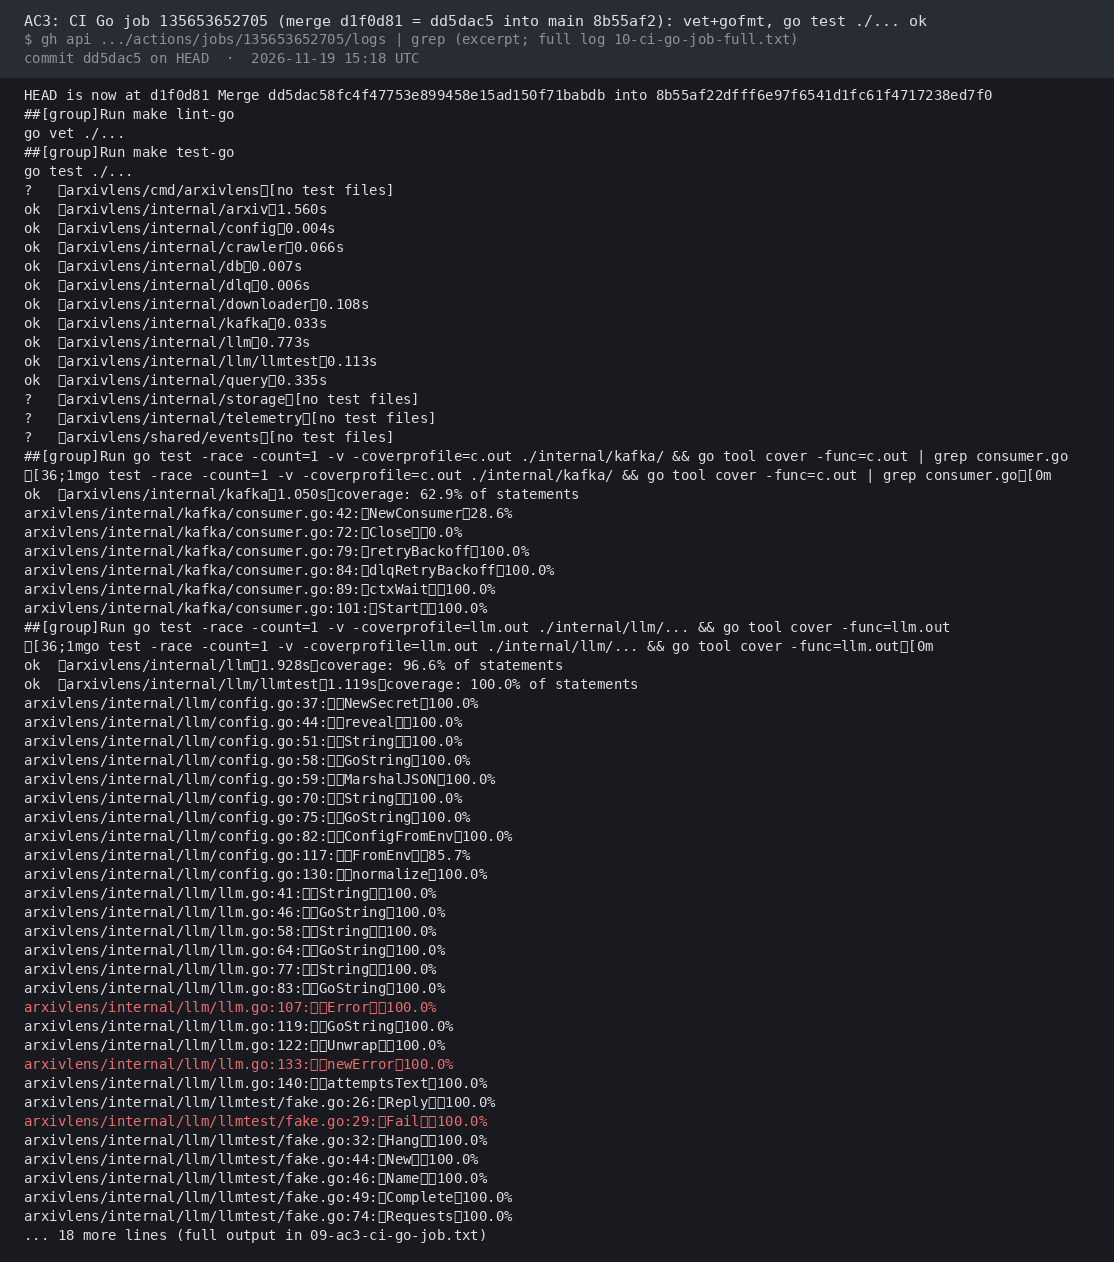 AC3: CI Go job 135653652705 (merge d1f0d81 = dd5dac5 into main 8b55af2): vet+gofmt, go test ./... ok
$ gh api .../actions/jobs/135653652705/logs | grep (excerpt; full log 10-ci-go-job-full.txt)
commit dd5dac5 on HEAD · 2026-11-19 15:18 UTC
HEAD is now at d1f0d81 Merge dd5dac58fc4f47753e899458e15ad150f71babdb into 8b55af22dfff6e97f6541d1fc61f4717238ed7f0
##[group]Run make lint-go
go vet ./...
##[group]Run make test-go
go test ./...
? 	arxivlens/cmd/arxivlens	[no test files]
ok 	arxivlens/internal/arxiv	1.560s
ok 	arxivlens/internal/config	0.004s
ok 	arxivlens/internal/crawler	0.066s
ok 	arxivlens/internal/db	0.007s
ok 	arxivlens/internal/dlq	0.006s
ok 	arxivlens/internal/downloader	0.108s
ok 	arxivlens/internal/kafka	0.033s
ok 	arxivlens/internal/llm	0.773s
ok 	arxivlens/internal/llm/llmtest	0.113s
ok 	arxivlens/internal/query	0.335s
? 	arxivlens/internal/storage	[no test files]
? 	arxivlens/internal/telemetry	[no test files]
? 	arxivlens/shared/events	[no test files]
##[group]Run go test -race -count=1 -v -coverprofile=c.out ./internal/kafka/ && go tool cover -func=c.out | grep consumer.go
[36;1mgo test -race -count=1 -v -coverprofile=c.out ./internal/kafka/ && go tool cover -func=c.out | grep consumer.go[0m
ok 	arxivlens/internal/kafka	1.050s	coverage: 62.9% of statements
arxivlens/internal/kafka/consumer.go:42:	NewConsumer	28.6%
arxivlens/internal/kafka/consumer.go:72:	Close		0.0%
arxivlens/internal/kafka/consumer.go:79:	retryBackoff	100.0%
arxivlens/internal/kafka/consumer.go:84:	dlqRetryBackoff	100.0%
arxivlens/internal/kafka/consumer.go:89:	ctxWait		100.0%
arxivlens/internal/kafka/consumer.go:101:	Start		100.0%
##[group]Run go test -race -count=1 -v -coverprofile=llm.out ./internal/llm/... && go tool cover -func=llm.out
[36;1mgo test -race -count=1 -v -coverprofile=llm.out ./internal/llm/... && go tool cover -func=llm.out[0m
ok 	arxivlens/internal/llm	1.928s	coverage: 96.6% of statements
ok 	arxivlens/internal/llm/llmtest	1.119s	coverage: 100.0% of statements
arxivlens/internal/llm/config.go:37:		NewSecret	100.0%
arxivlens/internal/llm/config.go:44:		reveal		100.0%
arxivlens/internal/llm/config.go:51:		String		100.0%
arxivlens/internal/llm/config.go:58:		GoString	100.0%
arxivlens/internal/llm/config.go:59:		MarshalJSON	100.0%
arxivlens/internal/llm/config.go:70:		String		100.0%
arxivlens/internal/llm/config.go:75:		GoString	100.0%
arxivlens/internal/llm/config.go:82:		ConfigFromEnv	100.0%
arxivlens/internal/llm/config.go:117:		FromEnv		85.7%
arxivlens/internal/llm/config.go:130:		normalize	100.0%
arxivlens/internal/llm/llm.go:41:		String		100.0%
arxivlens/internal/llm/llm.go:46:		GoString	100.0%
arxivlens/internal/llm/llm.go:58:		String		100.0%
arxivlens/internal/llm/llm.go:64:		GoString	100.0%
arxivlens/internal/llm/llm.go:77:		String		100.0%
arxivlens/internal/llm/llm.go:83:		GoString	100.0%
arxivlens/internal/llm/llm.go:107:		Error		100.0%
arxivlens/internal/llm/llm.go:119:		GoString	100.0%
arxivlens/internal/llm/llm.go:122:		Unwrap		100.0%
arxivlens/internal/llm/llm.go:133:		newError	100.0%
arxivlens/internal/llm/llm.go:140:		attemptsText	100.0%
arxivlens/internal/llm/llmtest/fake.go:26:	Reply		100.0%
arxivlens/internal/llm/llmtest/fake.go:29:	Fail		100.0%
arxivlens/internal/llm/llmtest/fake.go:32:	Hang		100.0%
arxivlens/internal/llm/llmtest/fake.go:44:	New		100.0%
arxivlens/internal/llm/llmtest/fake.go:46:	Name		100.0%
arxivlens/internal/llm/llmtest/fake.go:49:	Complete	100.0%
arxivlens/internal/llm/llmtest/fake.go:74:	Requests	100.0%
... 18 more lines (full output in 09-ac3-ci-go-job.txt)